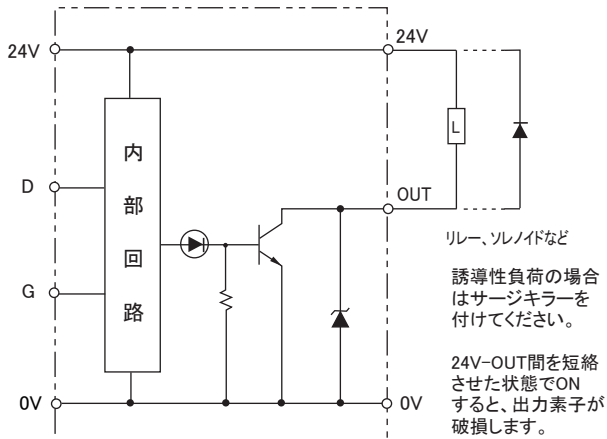 24V
24V
内部回路
L
D
OUT
リレー、ソレノイドなど
G
誘導性負荷の場合
はサージキラーを
付けてください。
24V-OUT間を短絡
させた状態でON
すると、出力素子が
破損します。
0V
0V